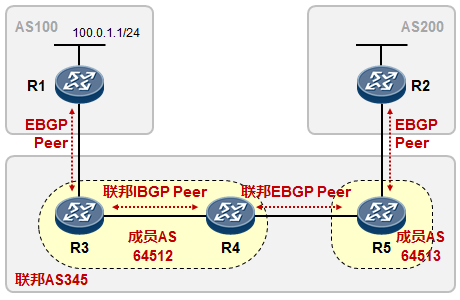 AS100
100.0.1.1/24
AS200
R1
R2
EBGP
Peer
EBGP
Peer
联邦IBGP Peer
联邦EBGP Peer
R3
成员AS
64512
R4
R5
成员AS
64513
联邦AS345